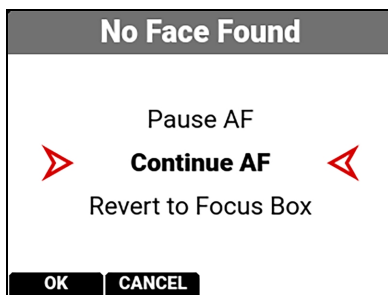 No Face Found
Pause AF
Continue AF
Revert to Focus Box
OK CANCEL